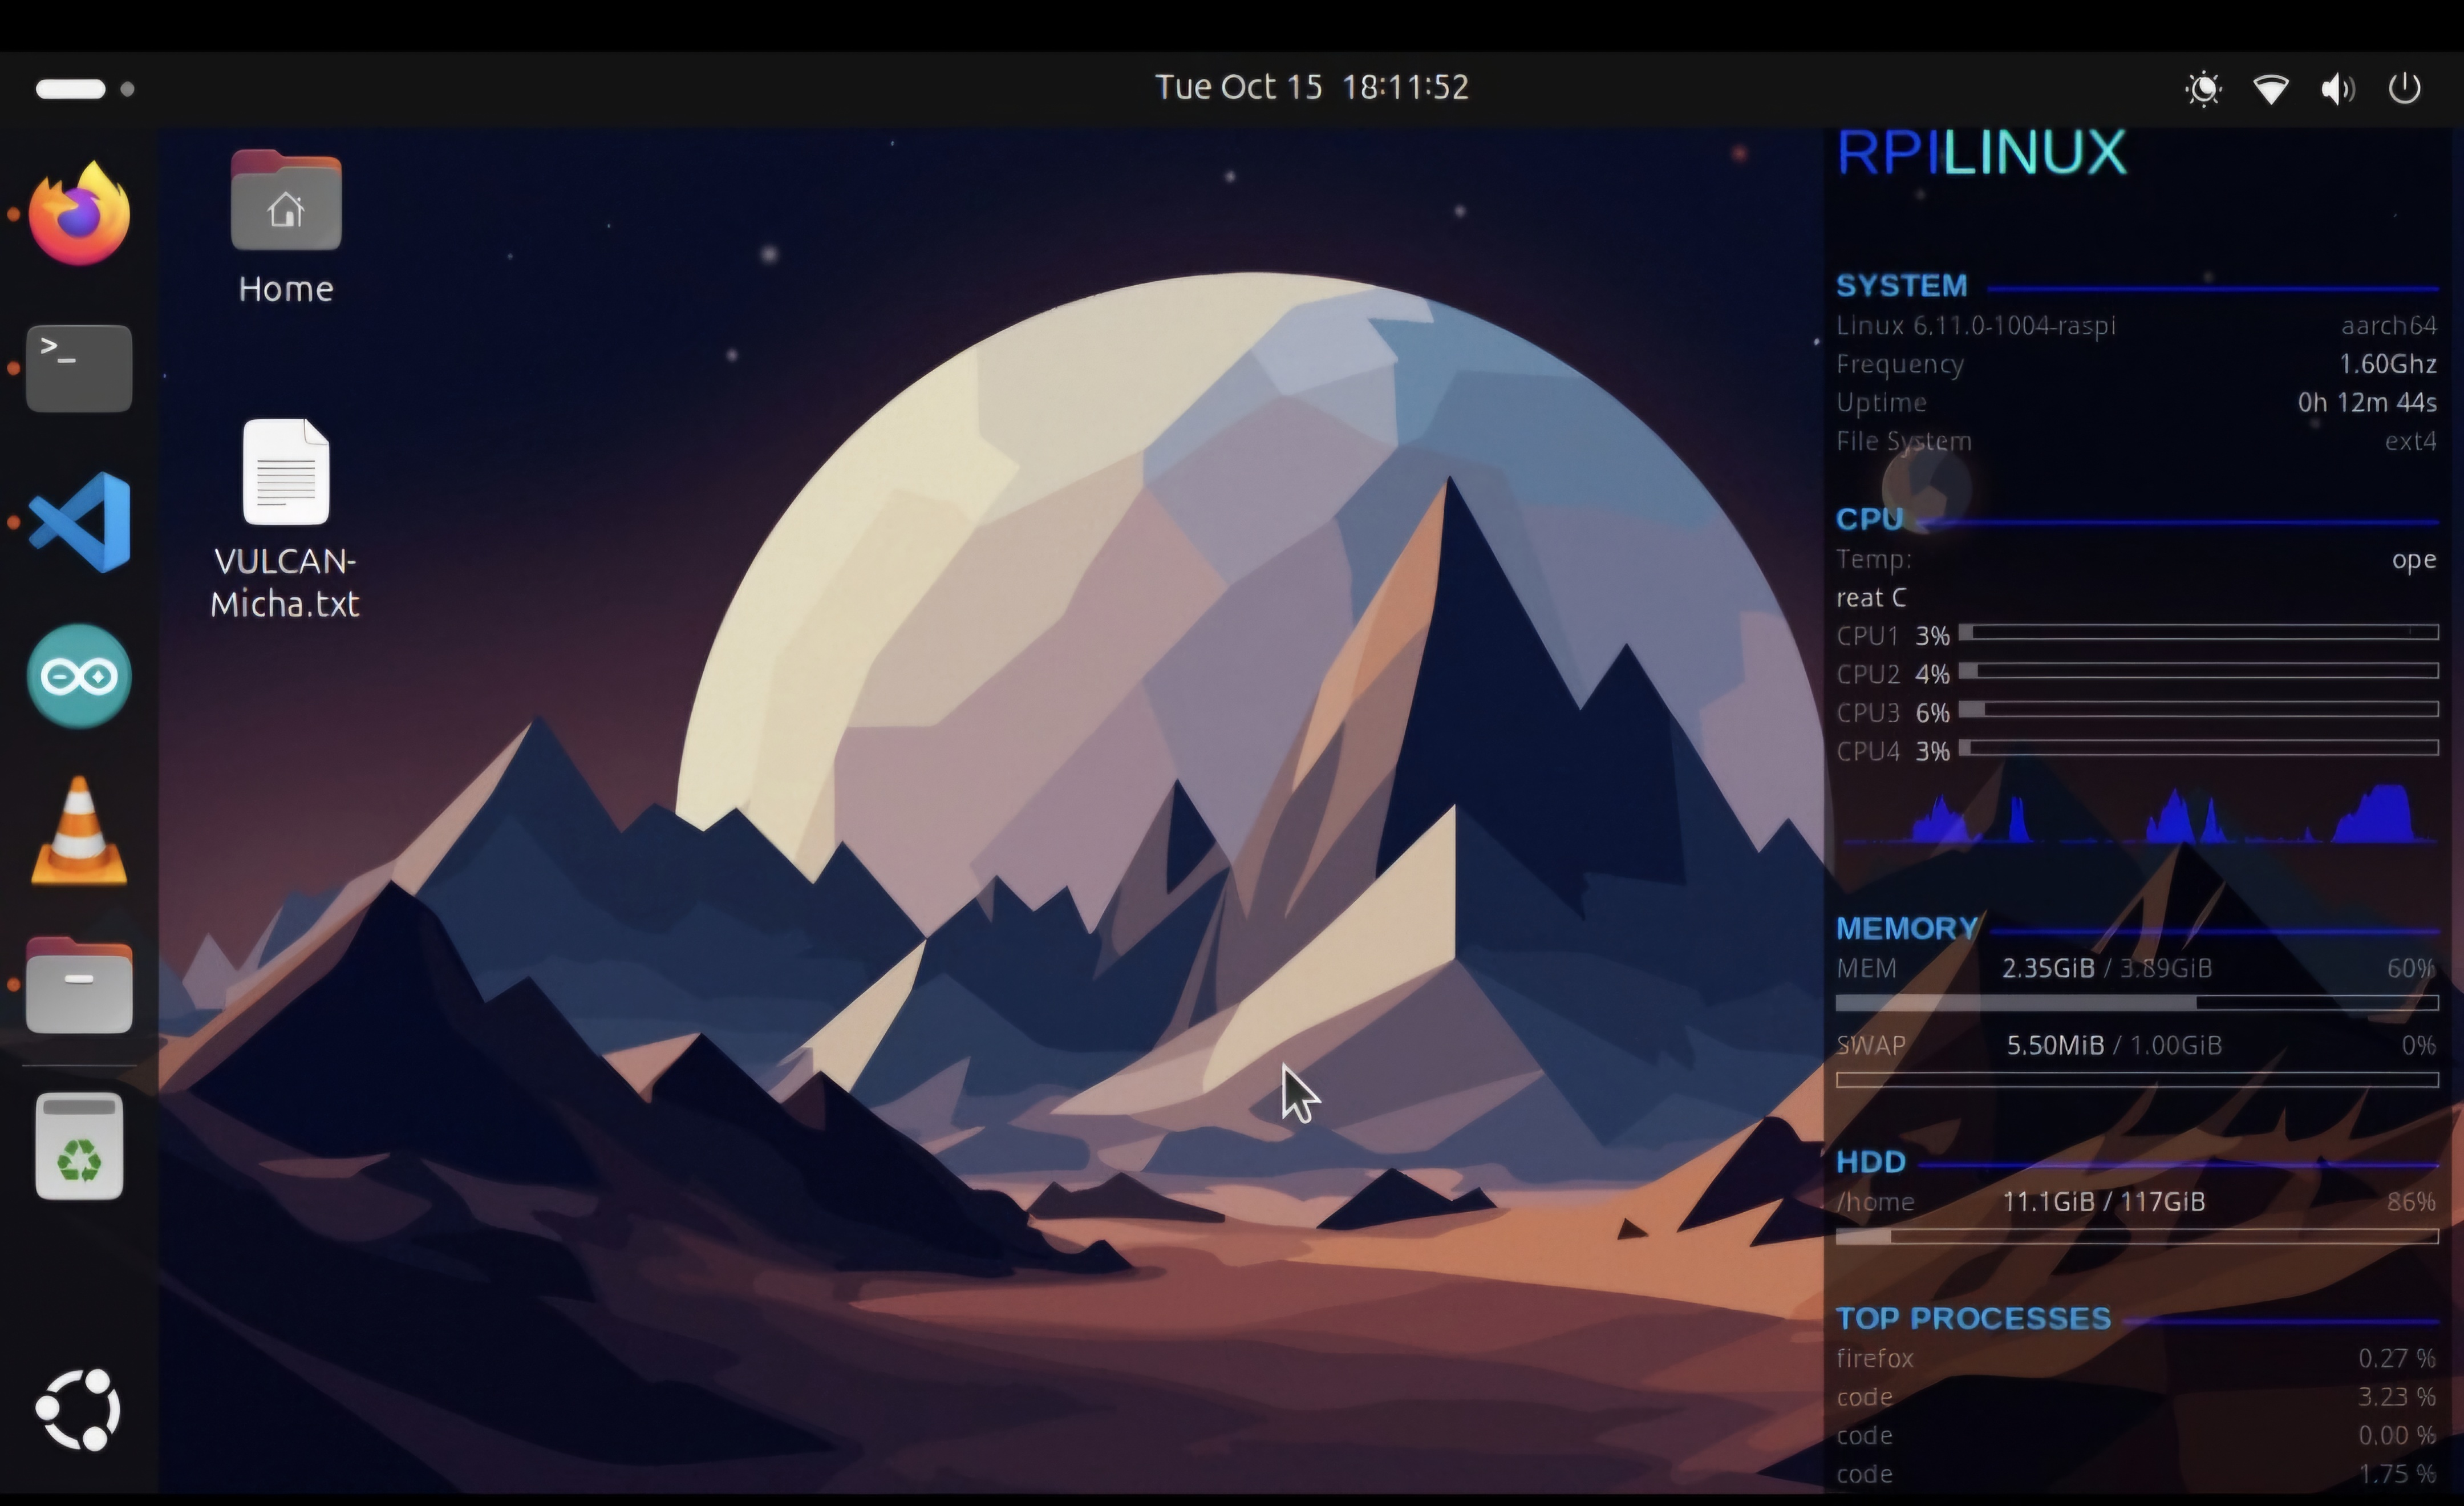 Tue Oct 15 18:11:52
Home
VULCAN-
Micha.txt
>_
RPILINUX
SYSTEM
Linux 6.11.0-1004-raspi aarch64
Frequency 1.60Ghz
Uptime 0h 12m 44s
File System ext4
CPU
Temp: ope
reat C
CPU1 3%
CPU2 4%
CPU3 6%
CPU4 3%
MEMORY
MEM 2.35GiB / 3.89GiB 60%
SWAP 5.50MiB / 1.00GiB 0%
HDD
/home 11.1GiB / 117GiB 86%
TOP PROCESSES
firefox 0.27 %
code 3.23 %
code 0.00 %
code 1.75 %